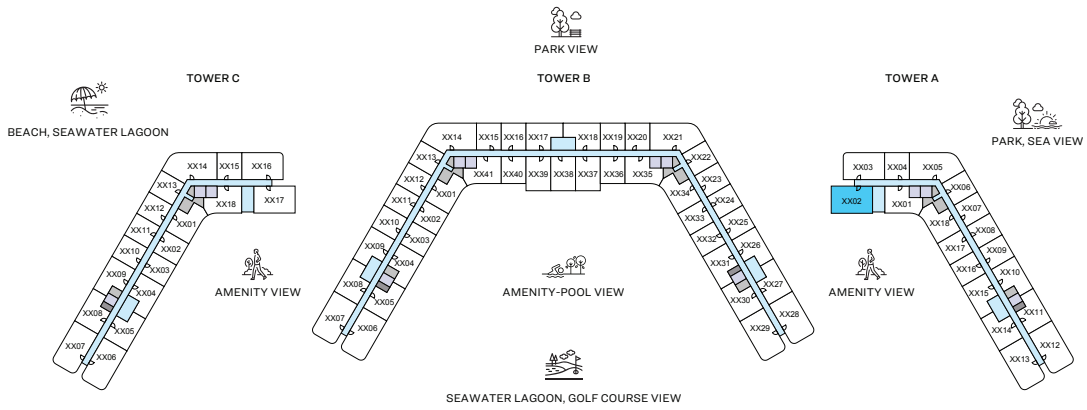 PARK VIEW
TOWER C
TOWER B
TOWER A
BEACH, SEAWATER LAGOON
PARK, SEA VIEW
XX14
XX15
XX16
XX13
XX12
XX11
XX10
XX09
XX08
XX07
XX06
XX05
XX04
XX03
XX02
XX01
XX18
XX17
XX14
XX15
XX16
XX17
XX18
XX19
XX20
XX21
XX13
XX12
XX11
XX10
XX09
XX08
XX07
XX06
XX05
XX04
XX03
XX02
XX01
XX41
XX40
XX39
XX38
XX37
XX36
XX35
XX34
XX33
XX32
XX31
XX30
XX29
XX28
XX27
XX26
XX25
XX24
XX23
XX22
XX03
XX04
XX05
XX02
XX01
XX18
XX17
XX16
XX15
XX14
XX13
XX12
XX11
XX10
XX09
XX08
XX07
XX06
AMENITY VIEW
AMENITY-POOL VIEW
AMENITY VIEW
SEAWATER LAGOON, GOLF COURSE VIEW